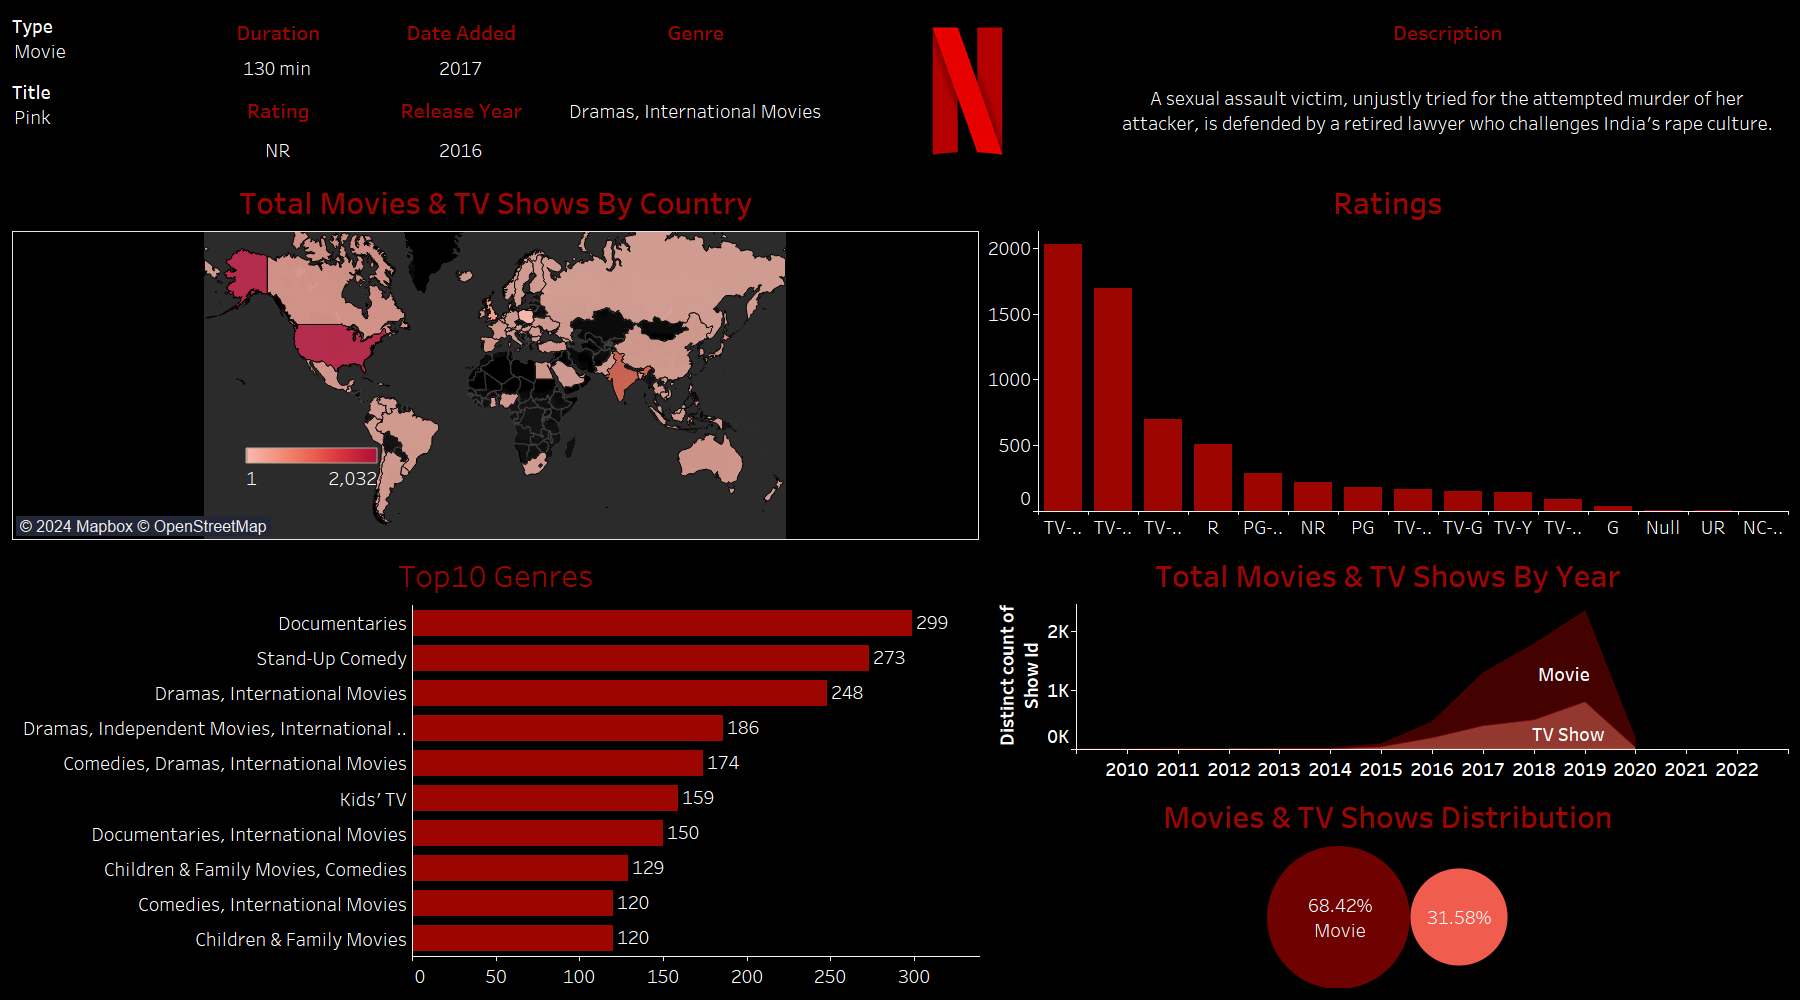 Type
Movie
Title
Pink
Duration
130 min
Date Added
2017
Genre
Rating
NR
Release Year
2016
Dramas, International Movies
N
Description
A sexual assault victim, unjustly tried for the attempted murder of her
attacker, is defended by a retired lawyer who challenges India's rape culture.
Total Movies & TV Shows By Country
1
2,032
© 2024 Mapbox © OpenStreetMap
Ratings
2000
1500
1000
500
0
TV-..
TV-..
TV-..
R
PG-..
NR
PG
TV-..
TV-G
TV-Y
TV-..
G
Null
UR
NC-..
Top10 Genres
Documentaries 299
Stand-Up Comedy 273
Dramas, International Movies 248
Dramas, Independent Movies, International .. 186
Comedies, Dramas, International Movies 174
Kids' TV 159
Documentaries, International Movies 150
Children & Family Movies, Comedies 129
Comedies, International Movies 120
Children & Family Movies 120
0 50 100 150 200 250 300
Total Movies & TV Shows By Year
Distinct count of
Show Id
2K
1K
0K
Movie
TV Show
2010 2011 2012 2013 2014 2015 2016 2017 2018 2019 2020 2021 2022
Movies & TV Shows Distribution
68.42%
Movie
31.58%